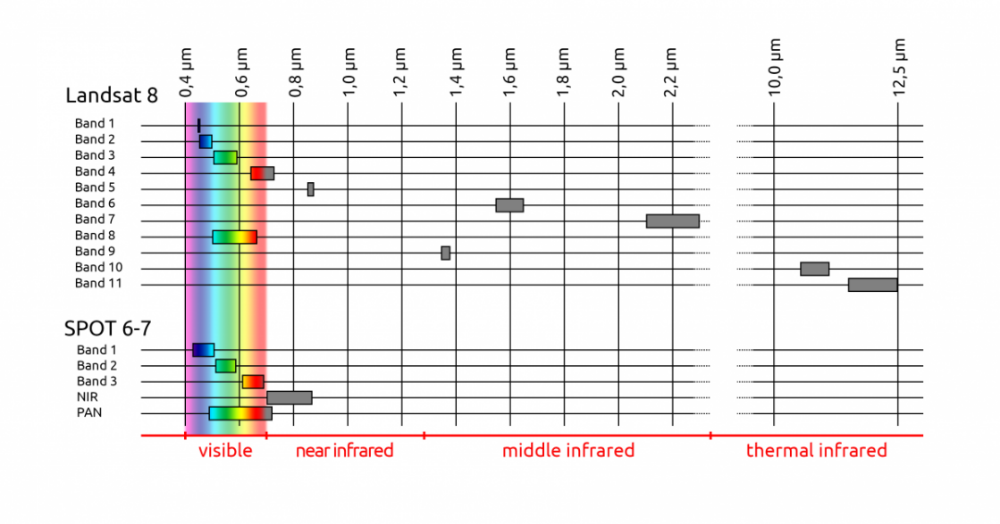 0,4 µm
0,6 µm
0,8 µm
1,0 µm
1,2 µm
1,4 µm
1,6 µm
1,8 µm
2,0 µm
2,2 µm
10,0 µm
12,5 µm
Landsat 8
Band 1
Band 2
Band 3
Band 4
Band 5
Band 6
Band 7
Band 8
Band 9
Band 10
Band 11
SPOT 6-7
Band 1
Band 2
Band 3
NIR
PAN
visible
near infrared
middle infrared
thermal infrared